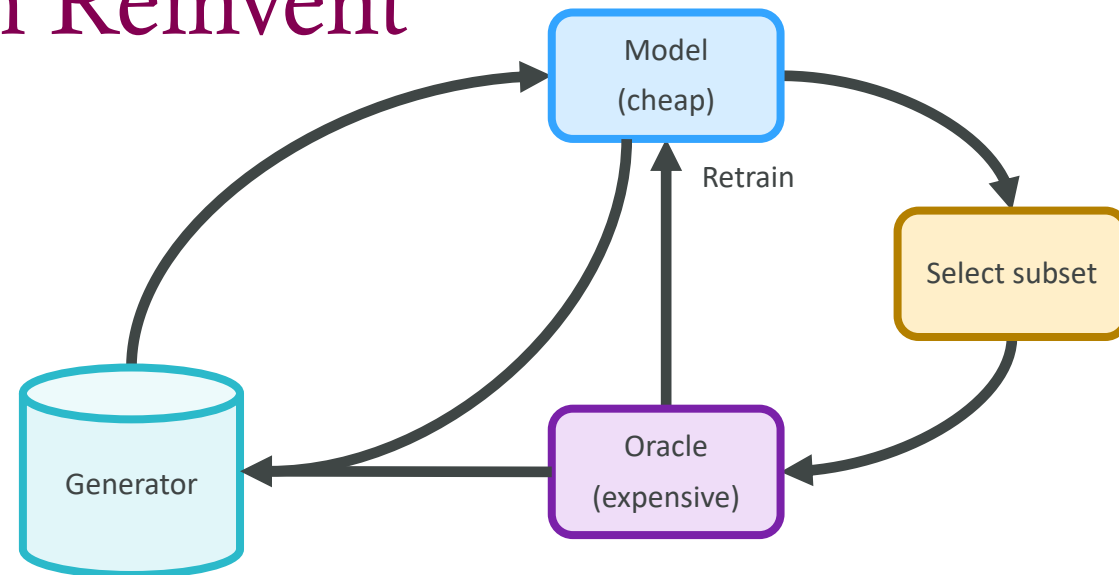 Reinvent
Model
(cheap)
Retrain
Select subset
Generator
Oracle
(expensive)